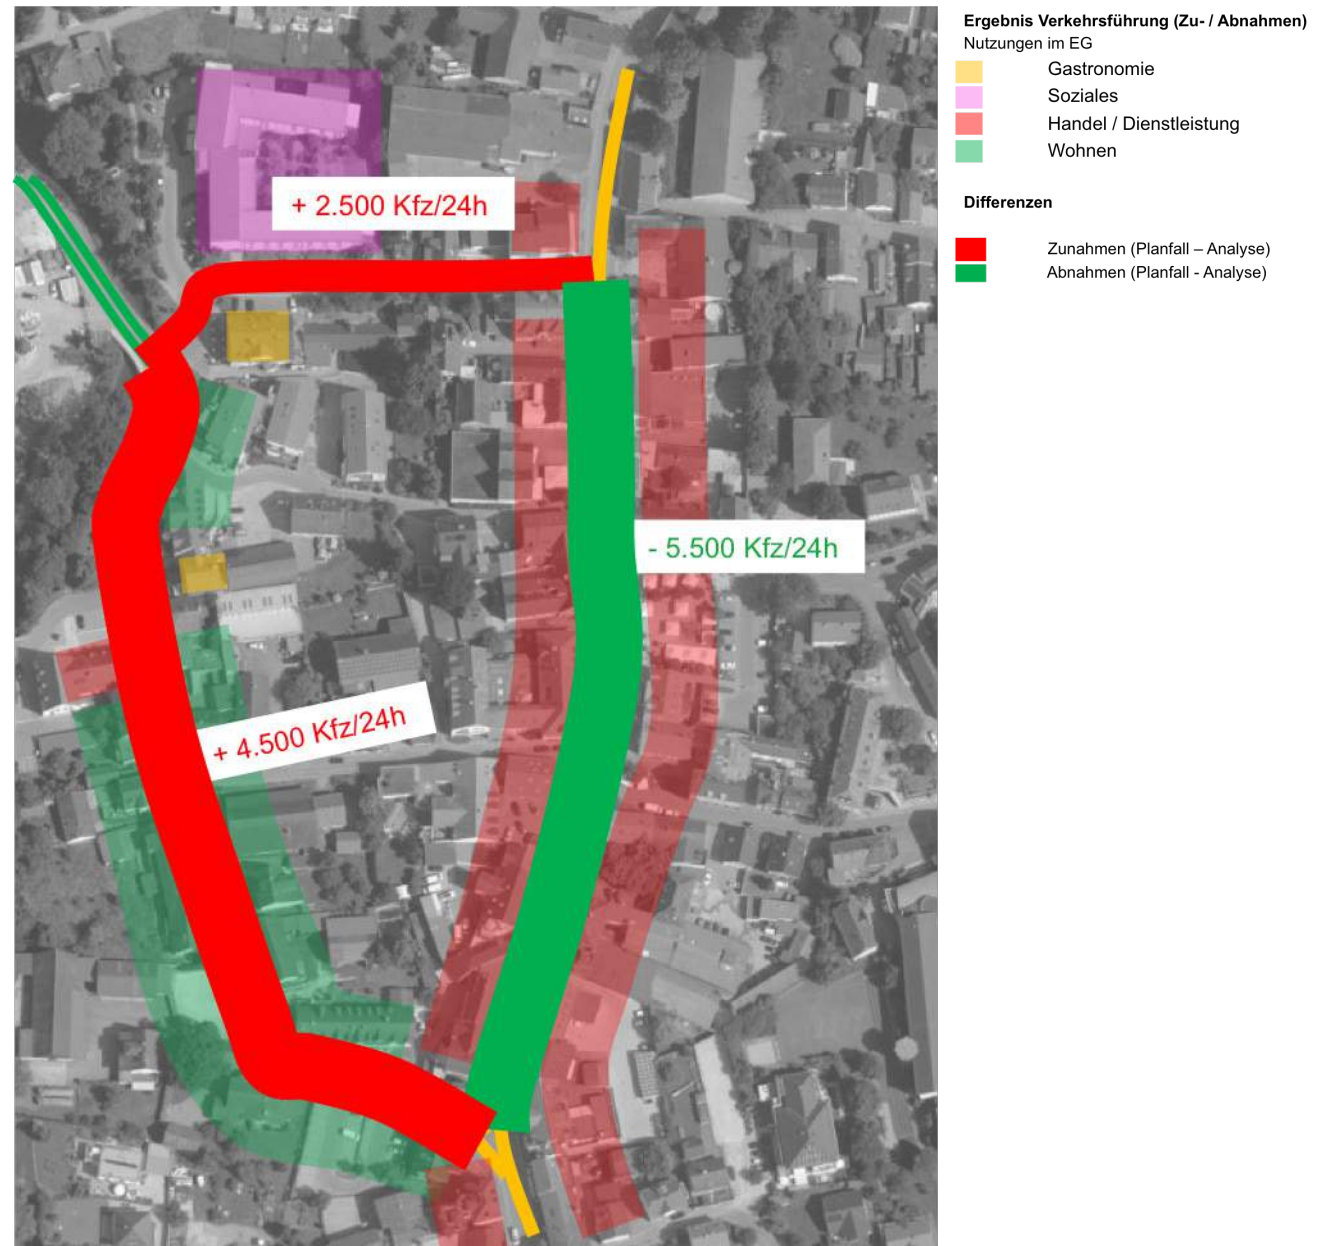 Ergebnis Verkehrsführung (Zu- / Abnahmen)
Nutzungen im EG
Gastronomie
Soziales
Handel / Dienstleistung
Wohnen
Differenzen
Zunahmen (Planfall – Analyse)
Abnahmen (Planfall - Analyse)
+ 2.500 Kfz/24h
- 5.500 Kfz/24h
+ 4.500 Kfz/24h